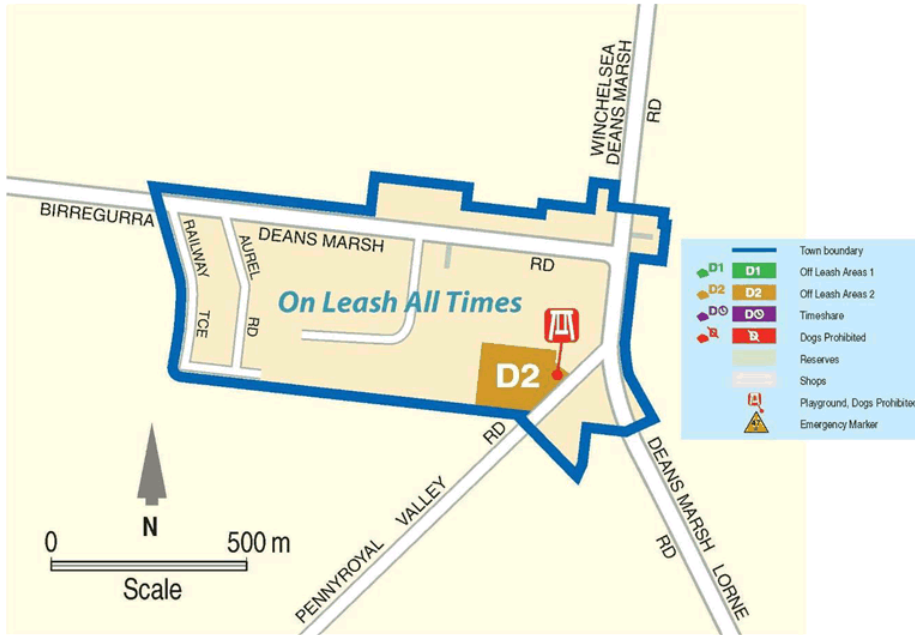 WINCHELSEA
DEANS MARSH
RD
BIRREGURRA
DEANS MARSH
RD
RAILWAY
TCE
AUREL
RD
On Leash All Times
D2
D1 D1 Off Leash Areas 1
D2 D2 Off Leash Areas 2
D D Timeshare
Town boundary
Dogs Prohibited
Reserves
Shops
Playground, Dogs Prohibited
Emergency Marker
PENNYROYAL VALLEY RD
DEANS MARSH LORNE
RD
N
0 500 m
Scale